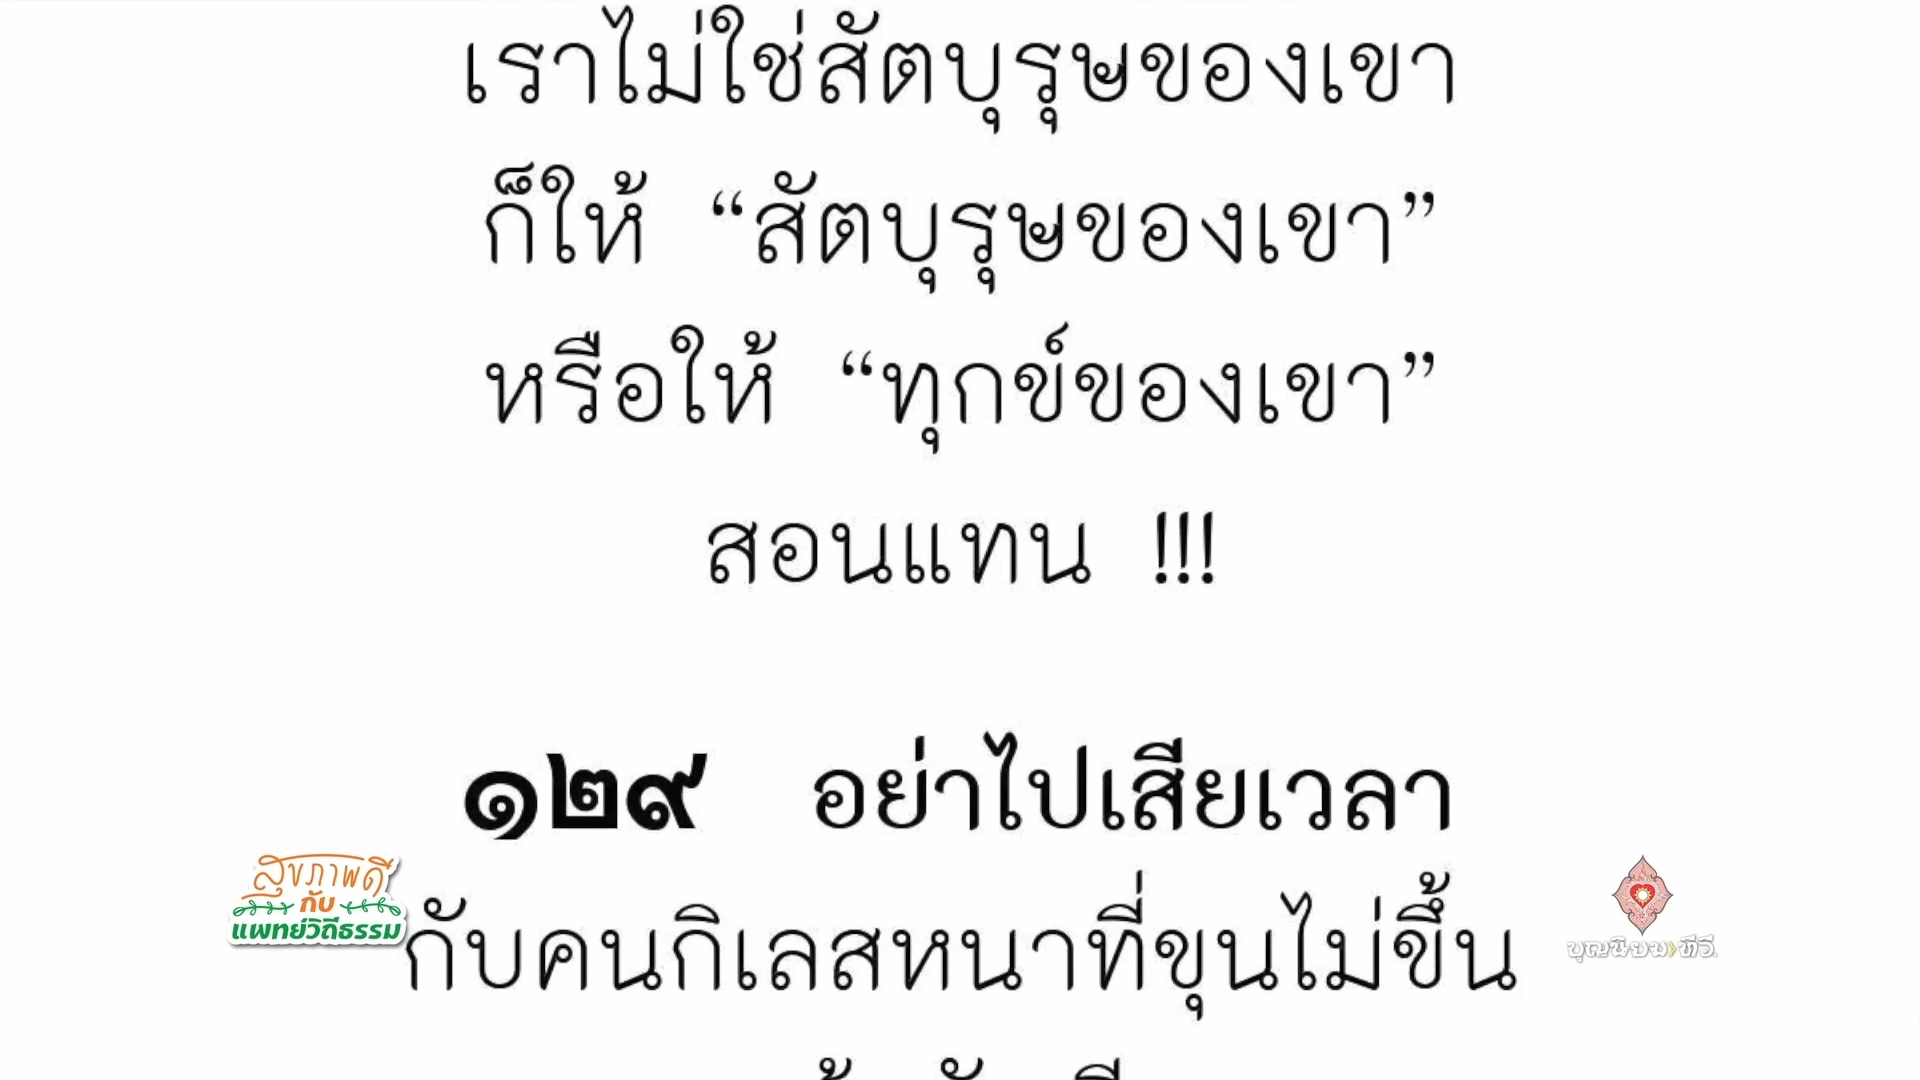 เราไม่ใช่สัตบุรุษของเขา
ก็ให้ “สัตบุรุษของเขา”
หรือให้ “ทุกข์ของเขา”
สอนแทน !!!
๑๒๙ อย่าไปเสียเวลา
กับคนกิเลสหนาที่ขุนไม่ขึ้น
สุขภาพดี
กับ
แพทย์วิถีธรรม
บุญนิยมทีวี